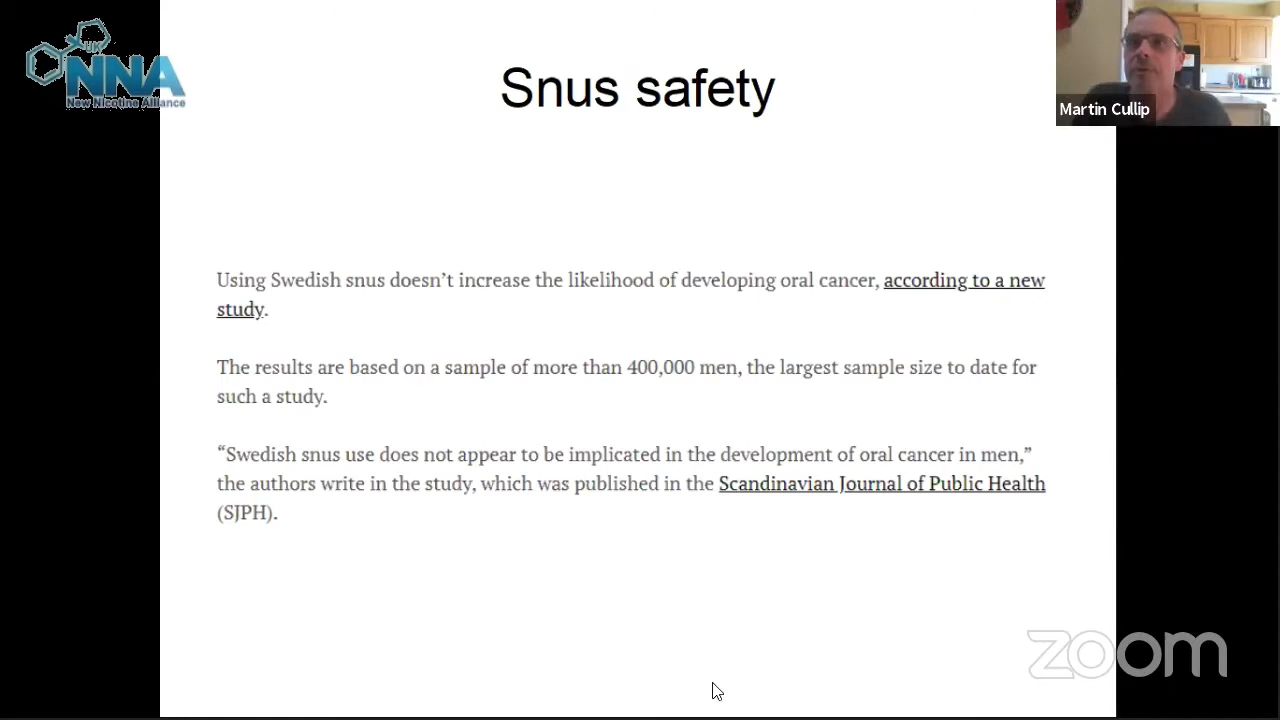 UK
NNA
New Nicotine Alliance
Snus safety
Martin Cullip
Using Swedish snus doesn’t increase the likelihood of developing oral cancer, according to a new
study.
The results are based on a sample of more than 400,000 men, the largest sample size to date for
such a study.
“Swedish snus use does not appear to be implicated in the development of oral cancer in men,”
the authors write in the study, which was published in the Scandinavian Journal of Public Health
(SJPH).
zoom